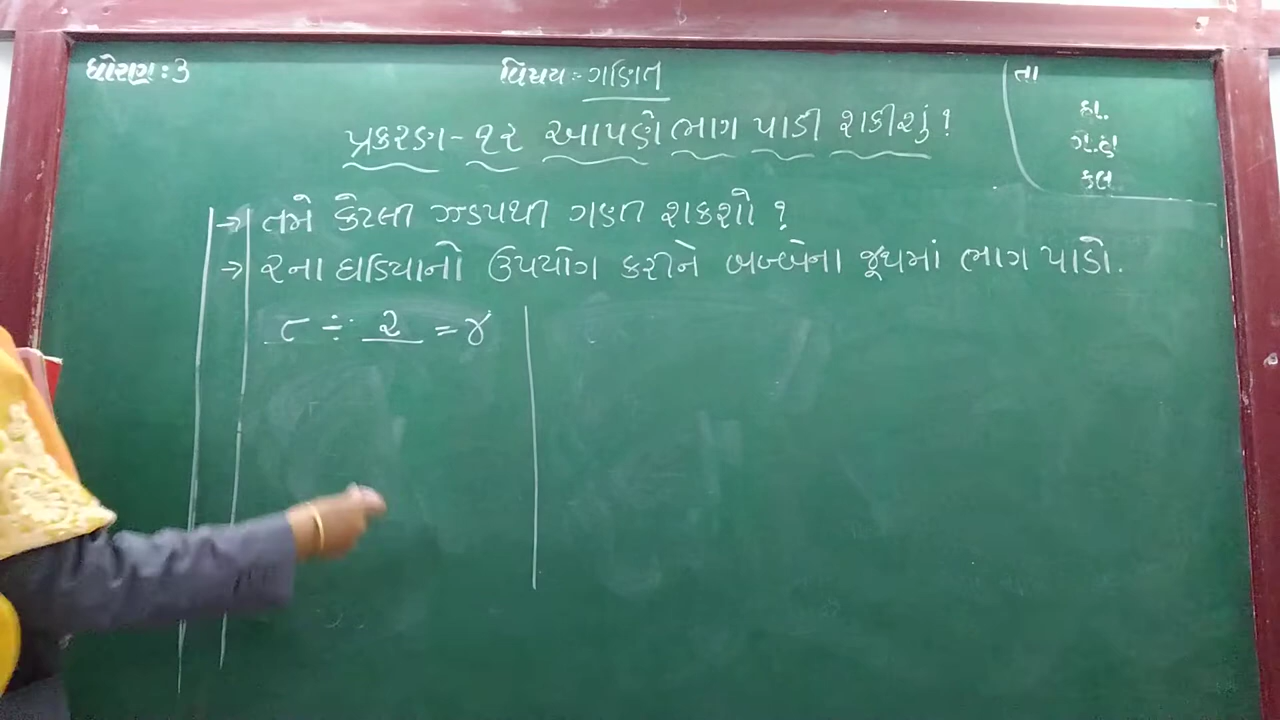 ધોરણ : 3
વિષય :- ગણિત
તા
હા.
ગે.હા
કુલ
પ્રકરણ - ૧૨ આપણે ભાગ પાડી શકીશું ?
→ તમે કેટલી ઝડપથી ગણી શકશો ?
→ ૨ના ઘડિયાનો ઉપયોગ કરીને બબ્બેના જૂથમાં ભાગ પાડો.
૮ ÷ ૨ = ૪